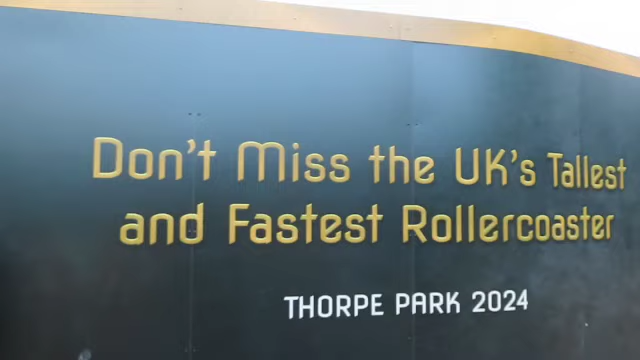 Don't Miss the UK's Tallest
and Fastest Rollercoaster
THORPE PARK 2024